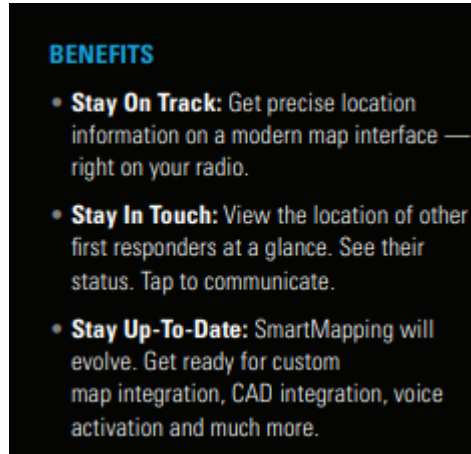 BENEFITS
• Stay On Track: Get precise location
information on a modern map interface —
right on your radio.
• Stay In Touch: View the location of other
first responders at a glance. See their
status. Tap to communicate.
• Stay Up-To-Date: SmartMapping will
evolve. Get ready for custom
map integration, CAD integration, voice
activation and much more.